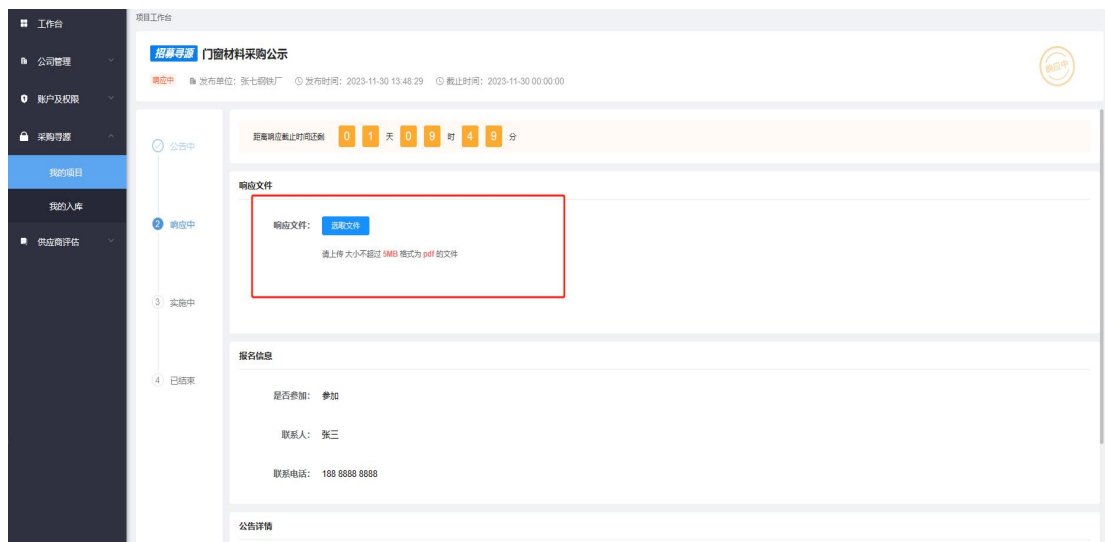 工作台
公司管理
账户及权限
采购寻源
我的项目
我的入库
供应商评估
项目工作台
招募寻源 门窗材料采购公示
响应中 发布单位：张七钢铁厂 发布时间：2023-11-30 13:48:29 截止时间：2023-11-30 00:00:00
响应中
公告中
2 响应中
3 实施中
4 已结束
距离响应截止时间还剩 0 1 天 0 9 时 4 9 分
响应文件
响应文件： 选取文件
请上传 大小不超过 5MB 格式为 pdf 的文件
报名信息
是否参加： 参加
联系人： 张三
联系电话： 188 8888 8888
公告详情